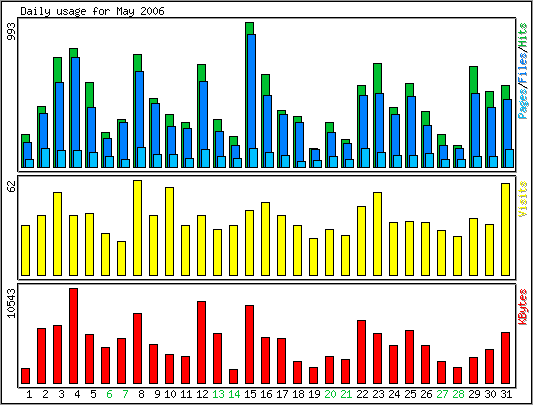 Daily usage for May 2006
993
Pages/Files/Hits
62
Visits
10543
KBytes
1 2 3 4 5 6 7 8 9 10 11 12 13 14 15 16 17 18 19 20 21 22 23 24 25 26 27 28 29 30 31